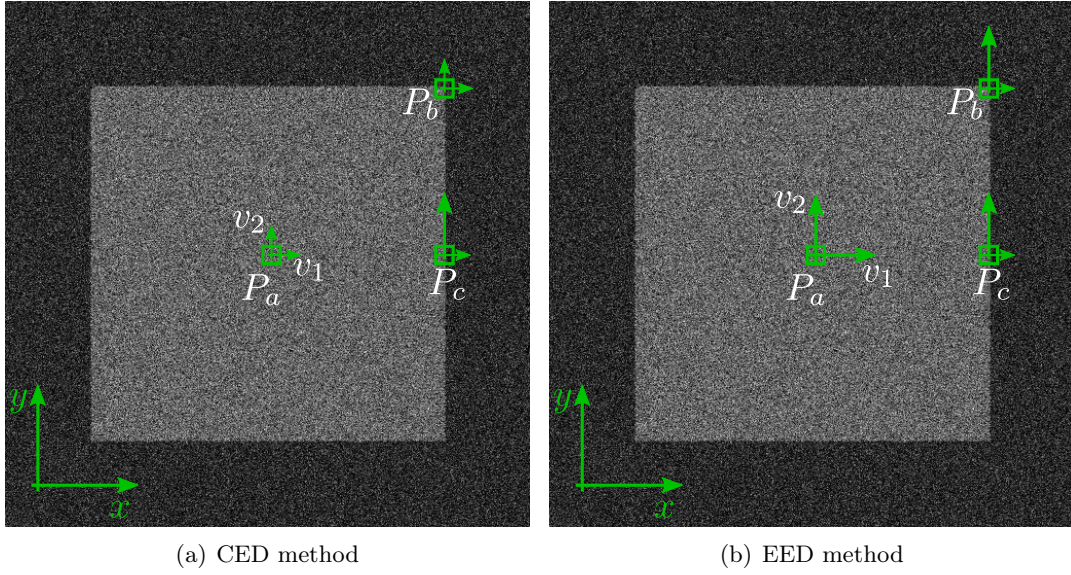 P_b
v_2
v_1
P_a
P_c
y
x
(a) CED method
P_b
v_2
v_1
P_a
P_c
y
x
(b) EED method